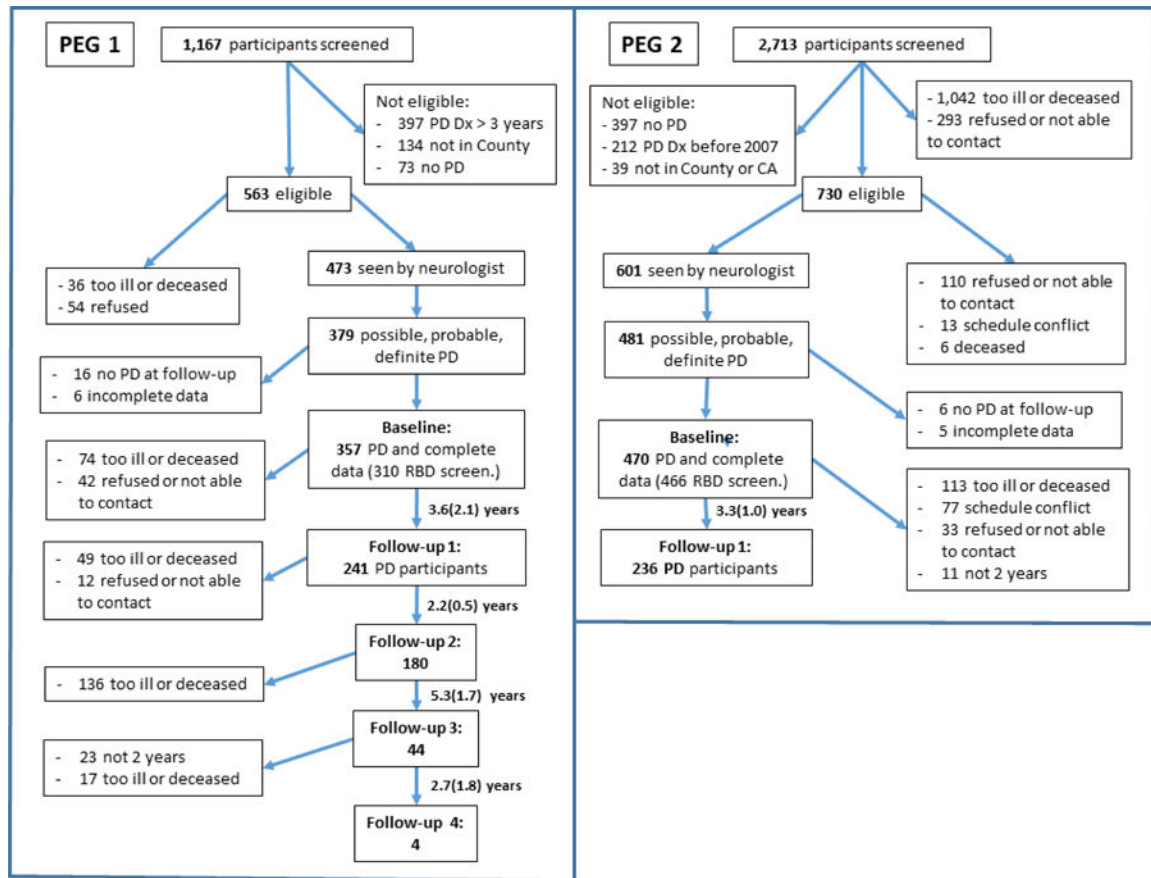 PEG 1
1,167 participants screened
Not eligible:
- 397 PD Dx > 3 years
- 134 not in County
- 73 no PD
563 eligible
- 36 too ill or deceased
- 54 refused
473 seen by neurologist
379 possible, probable,
definite PD
- 16 no PD at follow-up
- 6 incomplete data
Baseline:
357 PD and complete
data (310 RBD screen.)
- 74 too ill or deceased
- 42 refused or not able
to contact
3.6(2.1) years
Follow-up 1:
241 PD participants
- 49 too ill or deceased
- 12 refused or not able
to contact
2.2(0.5) years
Follow-up 2:
180
- 136 too ill or deceased
5.3(1.7) years
Follow-up 3:
44
- 23 not 2 years
- 17 too ill or deceased
2.7(1.8) years
Follow-up 4:
4
PEG 2
2,713 participants screened
Not eligible:
- 397 no PD
- 212 PD Dx before 2007
- 39 not in County or CA
- 1,042 too ill or deceased
- 293 refused or not able
to contact
730 eligible
601 seen by neurologist
- 110 refused or not able
to contact
- 13 schedule conflict
- 6 deceased
481 possible, probable,
definite PD
- 6 no PD at follow-up
- 5 incomplete data
Baseline:
470 PD and complete
data (466 RBD screen.)
- 113 too ill or deceased
- 77 schedule conflict
- 33 refused or not able
to contact
- 11 not 2 years
3.3(1.0) years
Follow-up 1:
236 PD participants